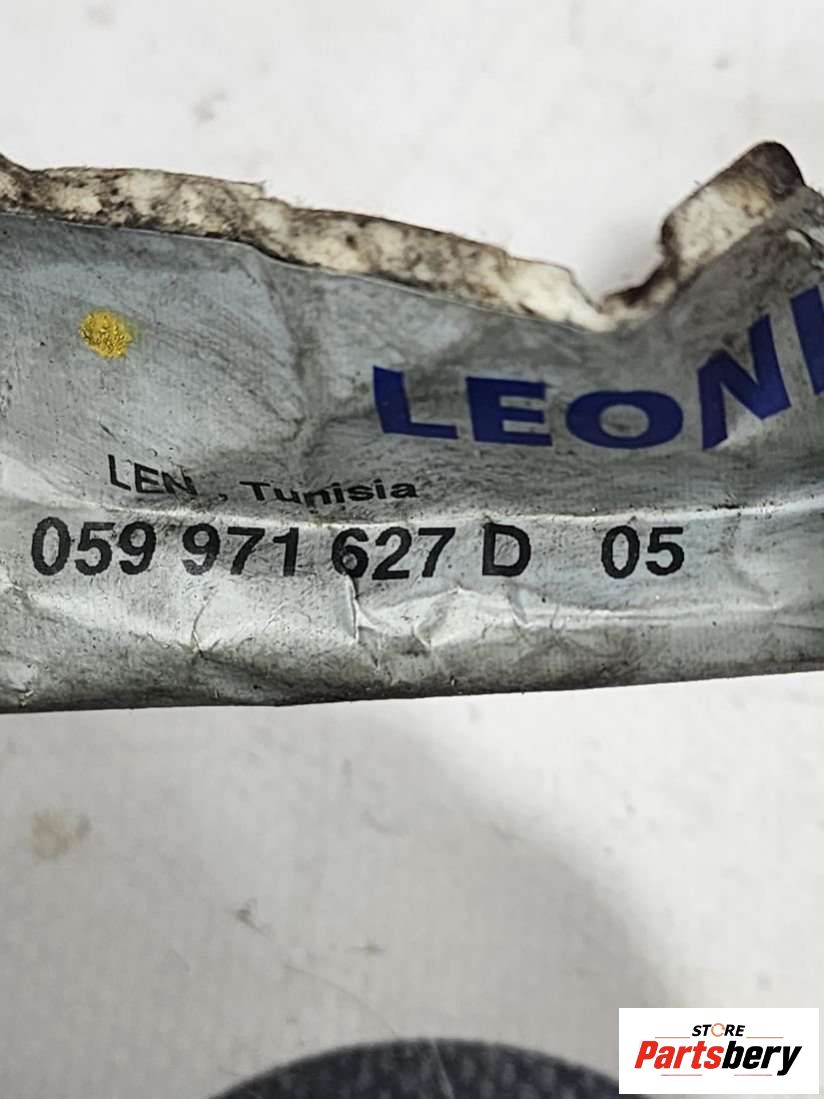 LEONI
LEN , Tunisia
059 971 627 D 05
STORE
Partsbery